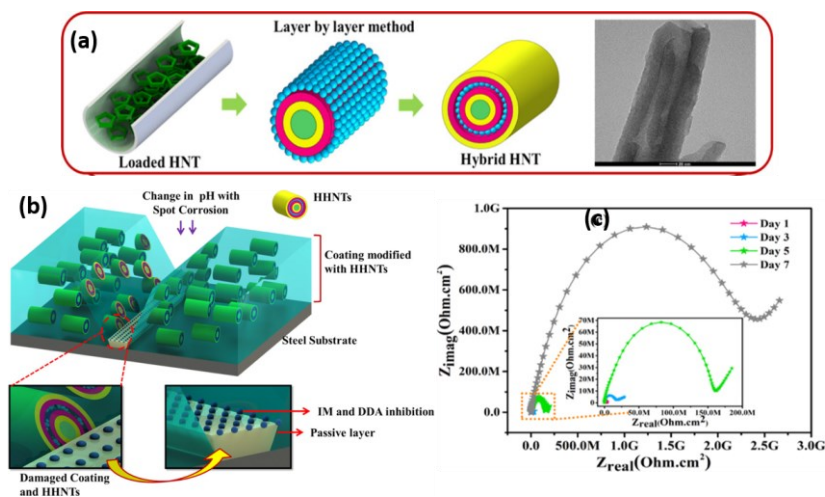 (a)
Layer by layer method
Loaded HNT
Hybrid HNT
(b)
Change in pH with
Spot Corrosion
HHNTs
Coating modified
with HHNTs
Steel Substrate
IM and DDA inhibition
Passive layer
Damaged Coating
and HHNTs
(c)
Day 1
Day 3
Day 5
Day 7
Zimag(Ohm.cm²)
1.0G
800.0M
600.0M
400.0M
200.0M
0.0
0.0
500.0M
1.0G
1.5G
2.0G
2.5G
3.0G
Zreal(Ohm.cm²)
Zimag(Ohm.cm²)
70M
60M
50M
40M
30M
20M
10M
0
0.0
50.0M
100.0M
150.0M
200.0M
Zreal(Ohm.cm²)